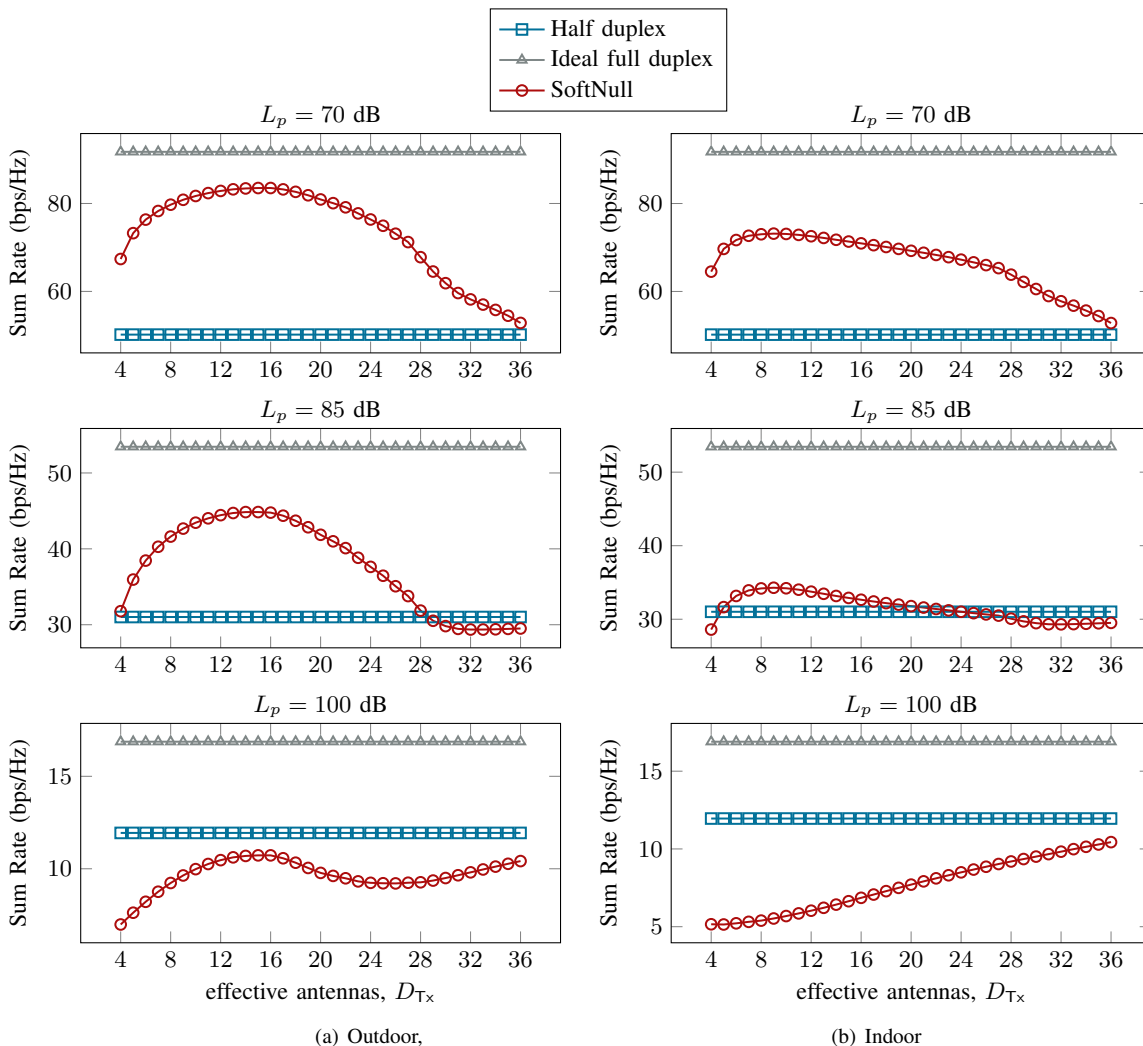 Half duplex
Ideal full duplex
SoftNull
L_p = 70 dB
Sum Rate (bps/Hz)
80
60
4 8 12 16 20 24 28 32 36
L_p = 70 dB
Sum Rate (bps/Hz)
80
60
4 8 12 16 20 24 28 32 36
L_p = 85 dB
Sum Rate (bps/Hz)
50
40
30
4 8 12 16 20 24 28 32 36
L_p = 85 dB
Sum Rate (bps/Hz)
50
40
30
4 8 12 16 20 24 28 32 36
L_p = 100 dB
Sum Rate (bps/Hz)
15
10
4 8 12 16 20 24 28 32 36
effective antennas, D_Tx
(a) Outdoor,
L_p = 100 dB
Sum Rate (bps/Hz)
15
10
5
4 8 12 16 20 24 28 32 36
effective antennas, D_Tx
(b) Indoor